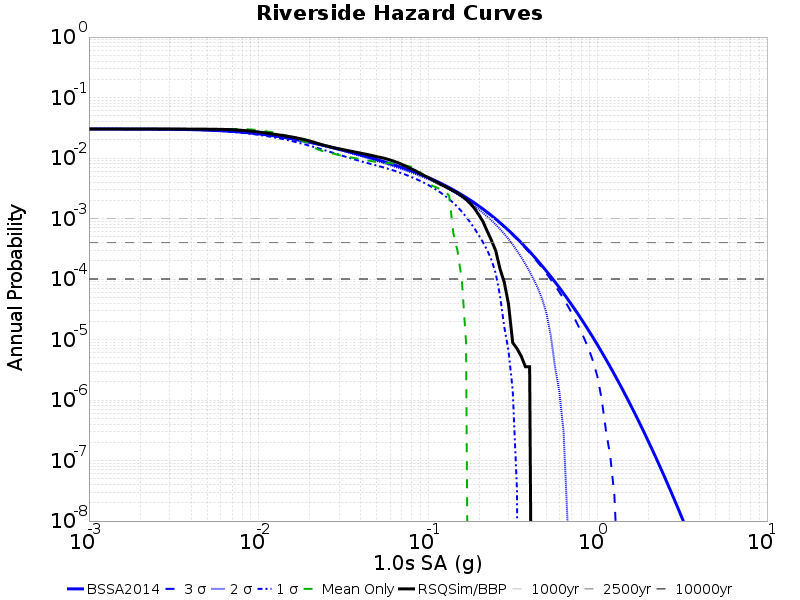 Riverside Hazard Curves
10^0
10^-1
10^-2
10^-3
10^-4
10^-5
10^-6
10^-7
10^-8
Annual Probability
10^-3 10^-2 10^-1 10^0 10^1
1.0s SA (g)
BSSA2014 3 σ 2 σ 1 σ Mean Only RSQSim/BBP 1000yr 2500yr 10000yr